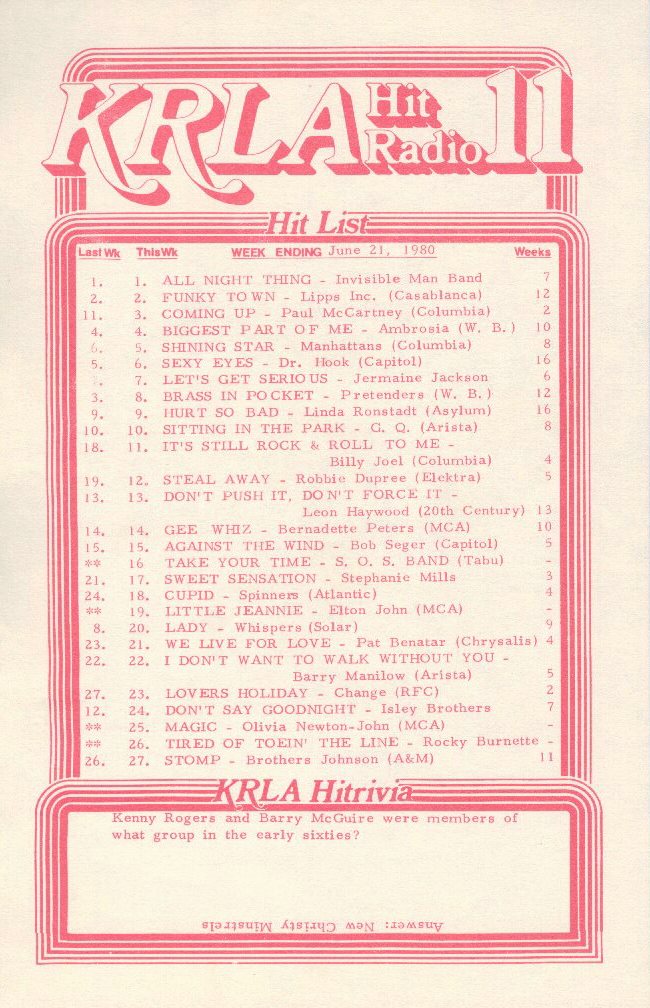 KRLA Hit Radio 11
Hit List
Last Wk This Wk WEEK ENDING June 21, 1980 Weeks
1. 1. ALL NIGHT THING - Invisible Man Band 7
2. 2. FUNKY TOWN - Lipps Inc. (Casablanca) 12
11. 3. COMING UP - Paul McCartney (Columbia) 2
4. 4. BIGGEST PART OF ME - Ambrosia (W. B.) 10
6. 5. SHINING STAR - Manhattans (Columbia) 8
5. 6. SEXY EYES - Dr. Hook (Capitol) 16
7. LET'S GET SERIOUS - Jermaine Jackson 6
3. 8. BRASS IN POCKET - Pretenders (W. B.) 12
9. 9. HURT SO BAD - Linda Ronstadt (Asylum) 16
10. 10. SITTING IN THE PARK - G. Q. (Arista) 8
18. 11. IT'S STILL ROCK & ROLL TO ME -
Billy Joel (Columbia) 4
19. 12. STEAL AWAY - Robbie Dupree (Elektra) 5
13. 13. DON'T PUSH IT, DON'T FORCE IT -
Leon Haywood (20th Century) 13
14. 14. GEE WHIZ - Bernadette Peters (MCA) 10
15. 15. AGAINST THE WIND - Bob Seger (Capitol) 5
** 16 TAKE YOUR TIME - S. O. S. BAND (Tabu) -
21. 17. SWEET SENSATION - Stephanie Mills 3
24. 18. CUPID - Spinners (Atlantic) 4
** 19. LITTLE JEANNIE - Elton John (MCA) -
8. 20. LADY - Whispers (Solar) 9
23. 21. WE LIVE FOR LOVE - Pat Benatar (Chrysalis) 4
22. 22. I DON'T WANT TO WALK WITHOUT YOU -
Barry Manilow (Arista) 5
27. 23. LOVERS HOLIDAY - Change (RFC) 2
12. 24. DON'T SAY GOODNIGHT - Isley Brothers 7
** 25. MAGIC - Olivia Newton-John (MCA) -
** 26. TIRED OF TOEIN' THE LINE - Rocky Burnette -
26. 27. STOMP - Brothers Johnson (A&M) 11
KRLA Hitrivia
Kenny Rogers and Barry McGuire were members of
what group in the early sixties?
Answer: New Christy Minstrels